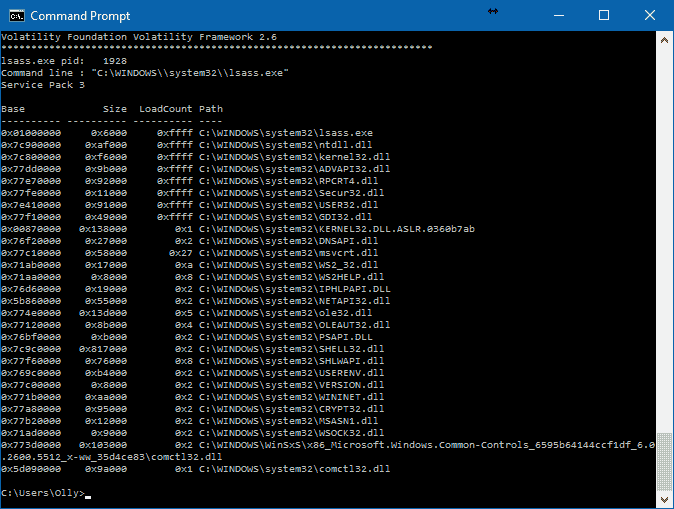 Command Prompt
Volatility Foundation Volatility Framework 2.6
************************************************************************
lsass.exe pid:   1928
Command line : "C:\WINDOWS\\system32\\lsass.exe"
Service Pack 3
Base             Size  LoadCount Path
---------- ---------- ---------- ----
0x01000000     0x6000     0xffff C:\WINDOWS\system32\lsass.exe
0x7c900000    0xaf000     0xffff C:\WINDOWS\system32\ntdll.dll
0x7c800000    0xf6000     0xffff C:\WINDOWS\system32\kernel32.dll
0x77dd0000    0x9b000     0xffff C:\WINDOWS\system32\ADVAPI32.dll
0x77e70000    0x92000     0xffff C:\WINDOWS\system32\RPCRT4.dll
0x77fe0000    0x11000     0xffff C:\WINDOWS\system32\Secur32.dll
0x7e410000    0x91000     0xffff C:\WINDOWS\system32\USER32.dll
0x77f10000    0x49000     0xffff C:\WINDOWS\system32\GDI32.dll
0x00870000   0x138000        0x1 C:\WINDOWS\system32\KERNEL32.DLL.ASLR.0360b7ab
0x76f20000    0x27000        0x2 C:\WINDOWS\system32\DNSAPI.dll
0x77c10000    0x58000       0x27 C:\WINDOWS\system32\msvcrt.dll
0x71ab0000    0x17000        0xa C:\WINDOWS\system32\WS2_32.dll
0x71aa0000     0x8000        0x8 C:\WINDOWS\system32\WS2HELP.dll
0x76d60000    0x19000        0x2 C:\WINDOWS\system32\IPHLPAPI.DLL
0x5b860000    0x55000        0x2 C:\WINDOWS\system32\NETAPI32.dll
0x774e0000   0x13d000        0x5 C:\WINDOWS\system32\ole32.dll
0x77120000    0x8b000        0x4 C:\WINDOWS\system32\OLEAUT32.dll
0x76bf0000     0xb000        0x2 C:\WINDOWS\system32\PSAPI.DLL
0x7c9c0000   0x817000        0x2 C:\WINDOWS\system32\SHELL32.dll
0x77f60000    0x76000        0x8 C:\WINDOWS\system32\SHLWAPI.dll
0x769c0000    0xb4000        0x2 C:\WINDOWS\system32\USERENV.dll
0x77c00000     0x8000        0x2 C:\WINDOWS\system32\VERSION.dll
0x771b0000    0xaa000        0x2 C:\WINDOWS\system32\WININET.dll
0x77a80000    0x95000        0x2 C:\WINDOWS\system32\CRYPT32.dll
0x77b20000    0x12000        0x2 C:\WINDOWS\system32\MSASN1.dll
0x71ad0000     0x9000        0x2 C:\WINDOWS\system32\WSOCK32.dll
0x773d0000   0x103000        0x2 C:\WINDOWS\WinSxS\x86_Microsoft.Windows.Common-Controls_6595b64144ccf1df_6.0
.2600.5512_x-ww_35d4ce83\comctl32.dll
0x5d090000    0x9a000        0x1 C:\WINDOWS\system32\comctl32.dll
C:\Users\Olly>